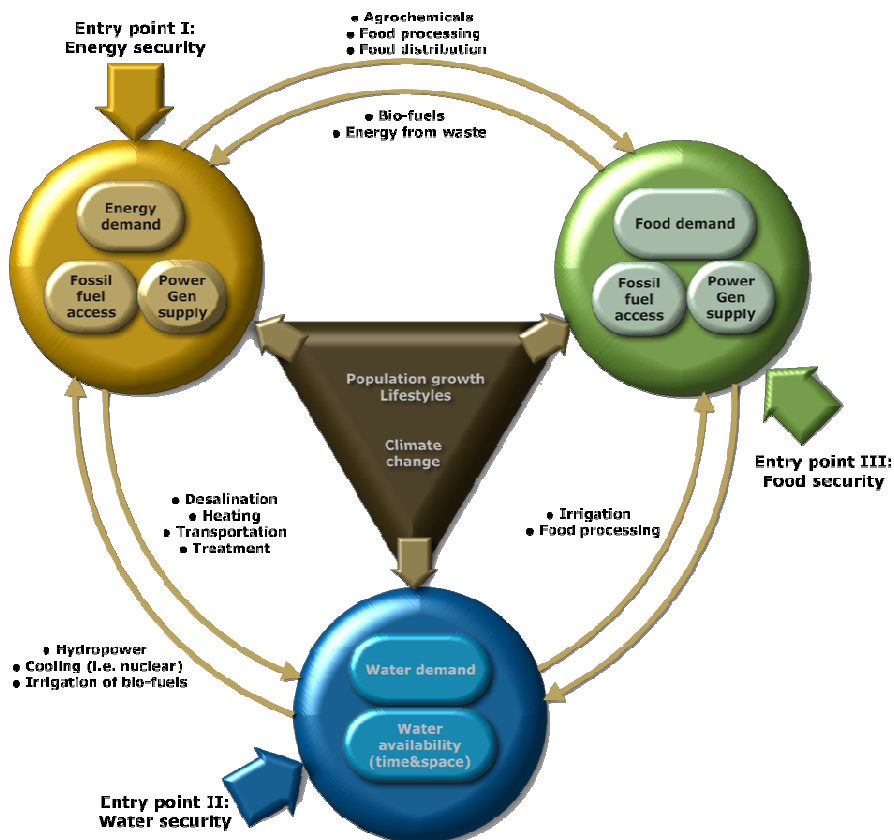 Entry point I:
Energy security
● Agrochemicals
● Food processing
● Food distribution
● Bio-fuels
● Energy from waste
Energy
demand
Fossil
fuel
access
Power
Gen
supply
Food demand
Fossil
fuel
access
Power
Gen
supply
Population growth
Lifestyles
Climate
change
Entry point III:
Food security
● Desalination
● Heating
● Transportation
● Treatment
● Irrigation
● Food processing
● Hydropower
● Cooling (i.e. nuclear)
● Irrigation of bio-fuels
Water demand
Water
availability
(time&space)
Entry point II:
Water security